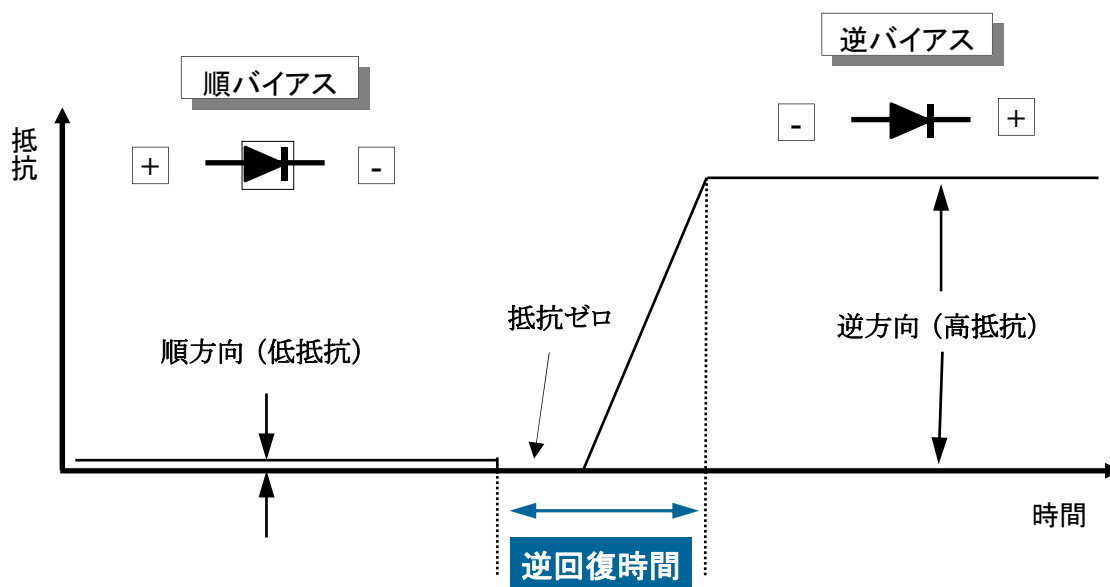 逆バイアス
順バイアス
- +
抵抗
+ -
抵抗ゼロ
順方向（低抵抗）
逆方向（高抵抗）
時間
逆回復時間